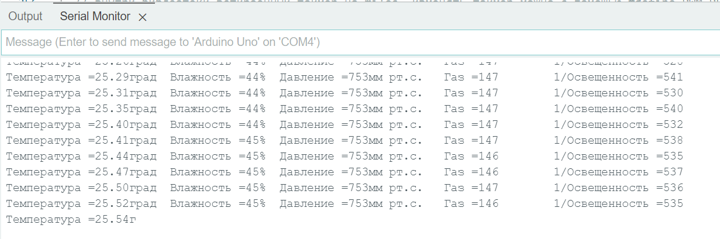 Output Serial Monitor
Message (Enter to send message to 'Arduino Uno' on 'COM4')
Температура =25.29град Влажность =44% Давление =753мм рт.с. Газ =147 1/Освещенность =541
Температура =25.31град Влажность =44% Давление =753мм рт.с. Газ =147 1/Освещенность =530
Температура =25.35град Влажность =44% Давление =753мм рт.с. Газ =147 1/Освещенность =540
Температура =25.40град Влажность =44% Давление =753мм рт.с. Газ =147 1/Освещенность =532
Температура =25.41град Влажность =45% Давление =753мм рт.с. Газ =147 1/Освещенность =538
Температура =25.44град Влажность =45% Давление =753мм рт.с. Газ =146 1/Освещенность =535
Температура =25.47град Влажность =45% Давление =753мм рт.с. Газ =146 1/Освещенность =537
Температура =25.50град Влажность =45% Давление =753мм рт.с. Газ =147 1/Освещенность =536
Температура =25.52град Влажность =45% Давление =753мм рт.с. Газ =146 1/Освещенность =535
Температура =25.54г